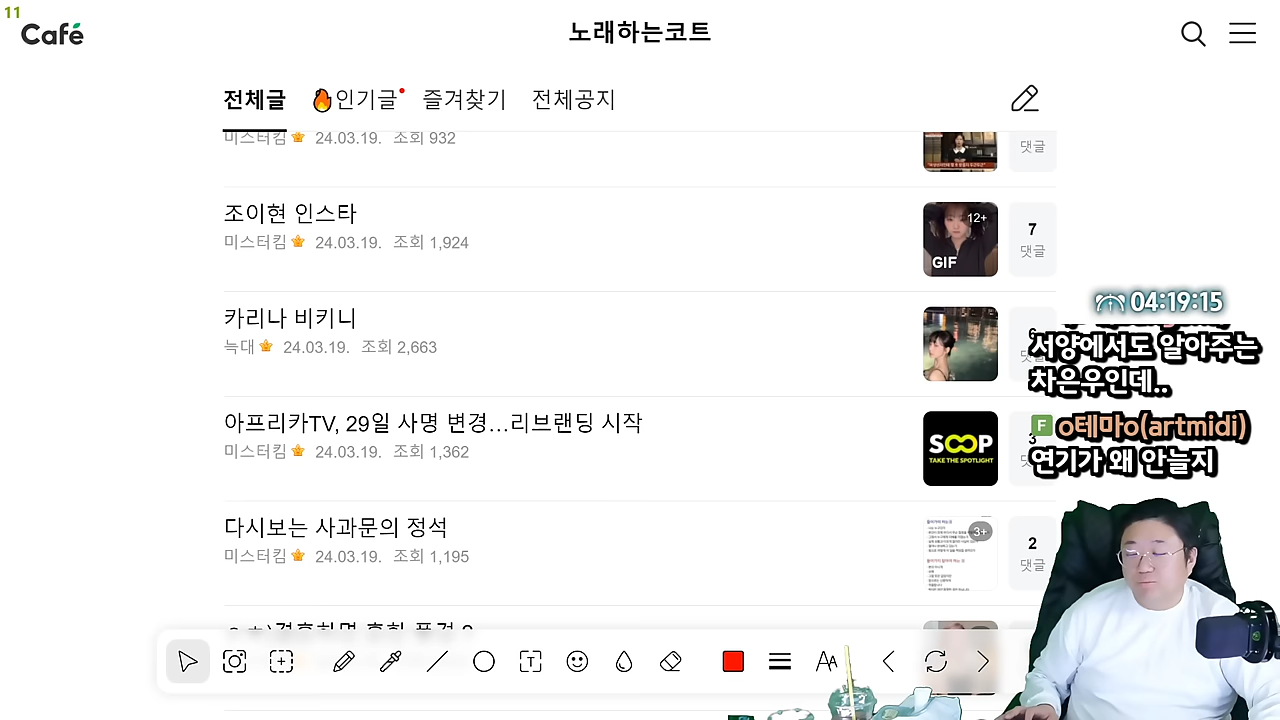 11
Café
노래하는코트
전체글
인기글
즐겨찾기
전체공지
미스터킴 24.03.19. 조회 932
댓글
조이현 인스타
미스터킴 24.03.19. 조회 1,924
12+
GIF
7
댓글
카리나 비키니
늑대 24.03.19. 조회 2,663
6
아프리카TV, 29일 사명 변경…리브랜딩 시작
미스터킴 24.03.19. 조회 1,362
SOOP
TAKE THE SPOTLIGHT
3
다시보는 사과문의 정석
미스터킴 24.03.19. 조회 1,195
3+
2
댓글
04:19:15
서양에서도 알아주는
차은우인데..
F o테마o(artmidi)
연기가 왜 안늘지